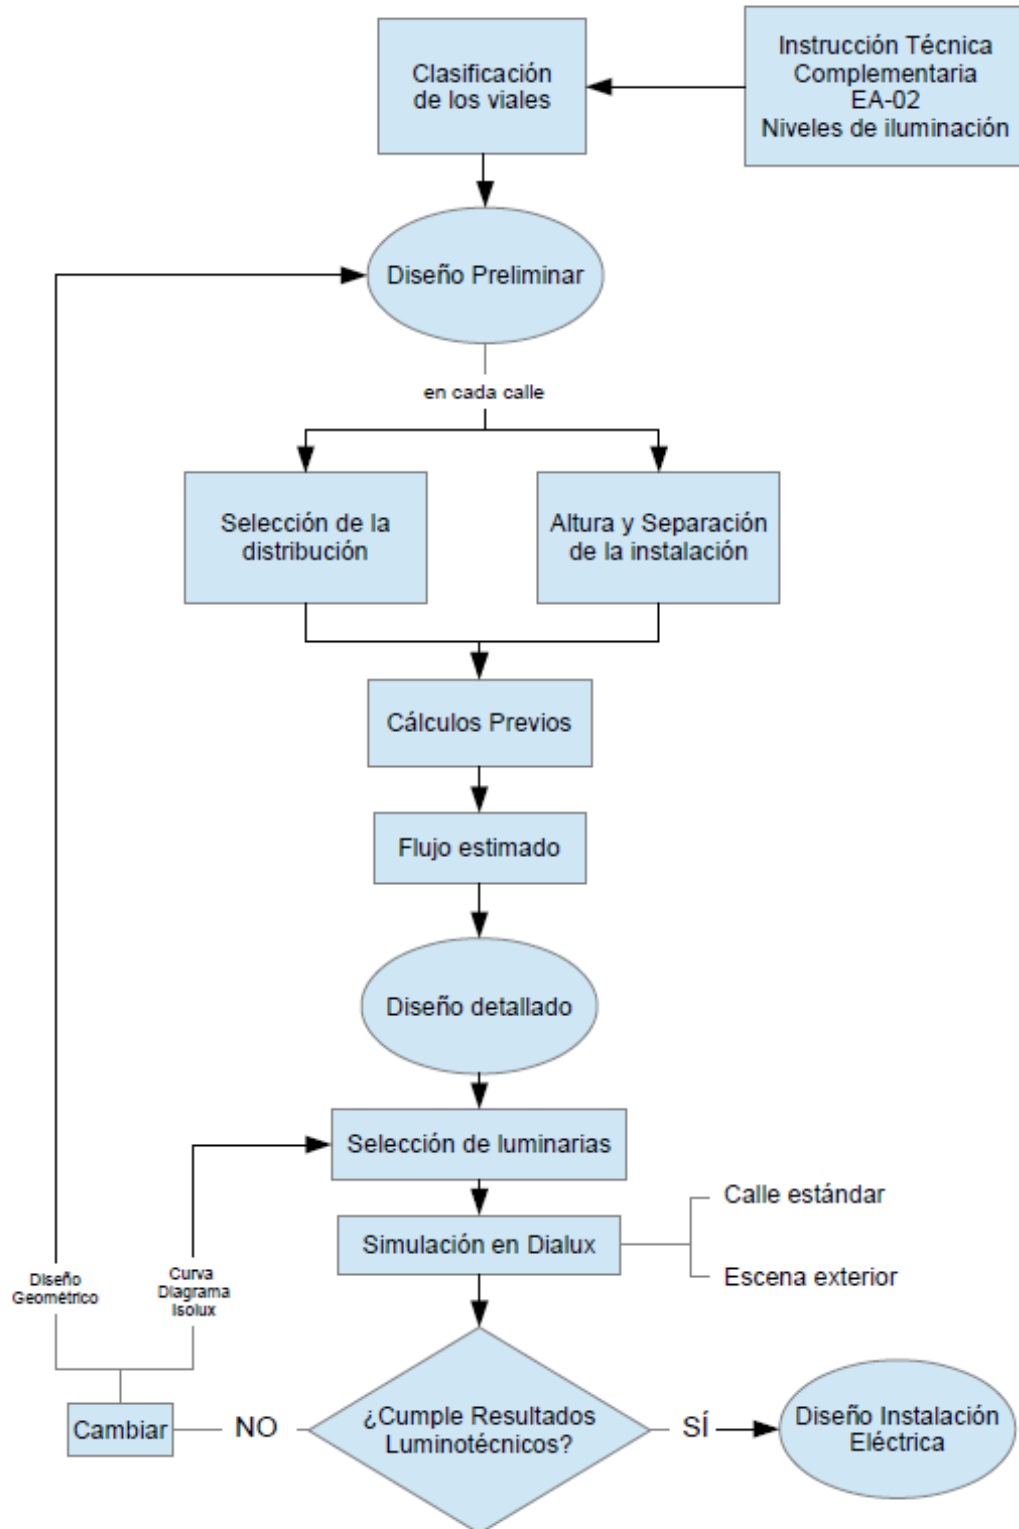 Clasificación
de los viales
Instrucción Técnica
Complementaria
EA-02
Niveles de iluminación
Diseño Preliminar
en cada calle
Selección de la
distribución
Altura y Separación
de la instalación
Cálculos Previos
Flujo estimado
Diseño detallado
Selección de luminarias
Simulación en Dialux
Calle estándar
Escena exterior
Diseño
Geométrico
Curva
Diagrama
Isolux
Cambiar
NO
¿Cumple Resultados
Luminotécnicos?
SÍ
Diseño Instalación
Eléctrica